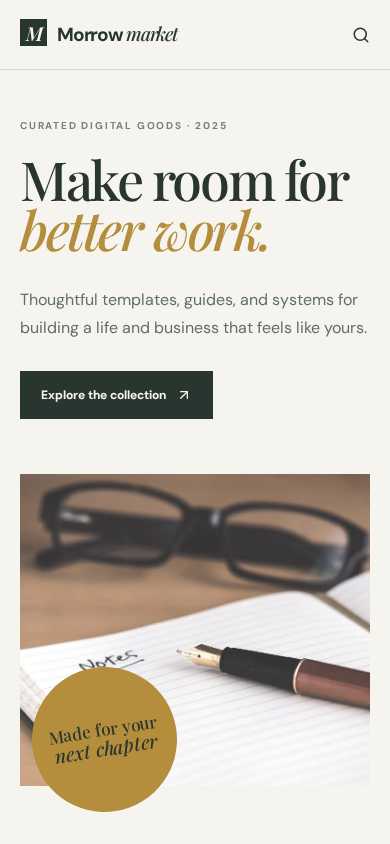 M Morrow market
CURATED DIGITAL GOODS · 2025
Make room for
better work.
Thoughtful templates, guides, and systems for
building a life and business that feels like yours.
Explore the collection
Notes
Made for your
next chapter